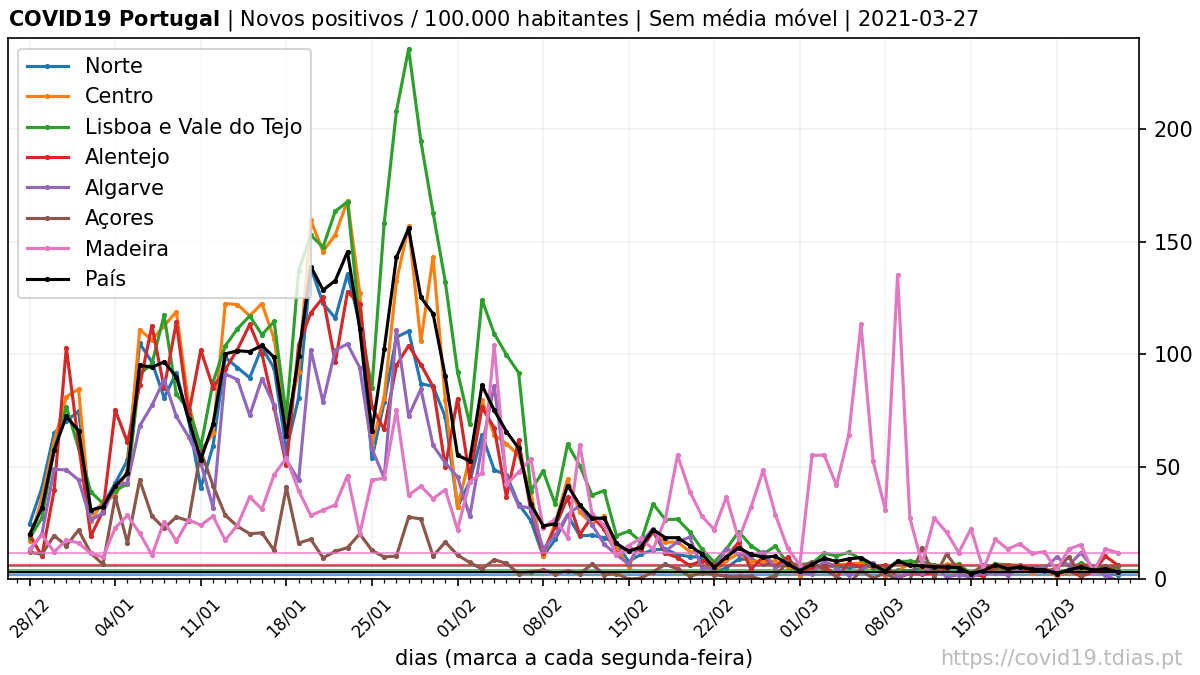 COVID19 Portugal | Novos positivos / 100.000 habitantes | Sem média móvel | 2021-03-27
Norte
Centro
Lisboa e Vale do Tejo
Alentejo
Algarve
Açores
Madeira
País
200
150
100
50
0
28/12 04/01 11/01 18/01 25/01 01/02 08/02 15/02 22/02 01/03 08/03 15/03 22/03
dias (marca a cada segunda-feira)
https://covid19.tdias.pt